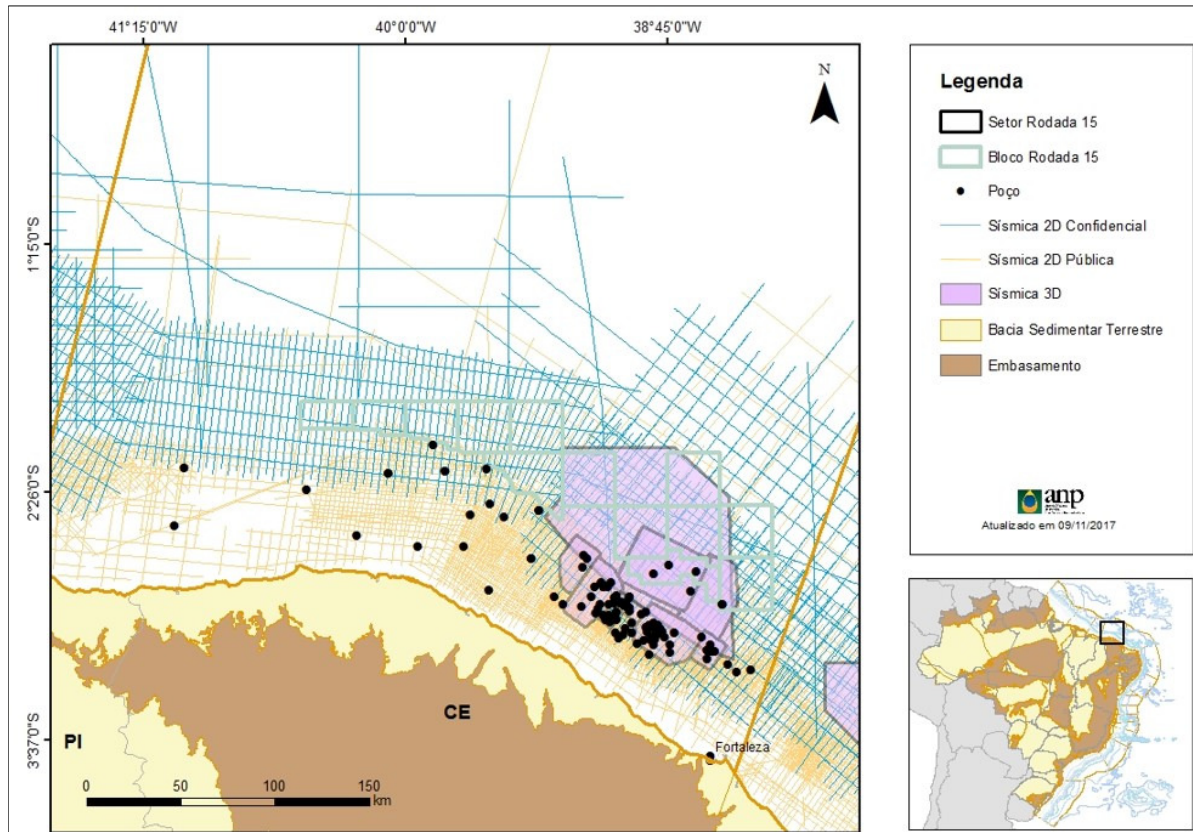 41°15'0"W 40°0'0"W 38°45'0"W
N
1°15'0"S
2°26'0"S
3°37'0"S
PI
CE
Fortaleza
0 50 100 150
km
Legenda
Setor Rodada 15
Bloco Rodada 15
Poço
Sísmica 2D Confidencial
Sísmica 2D Pública
Sísmica 3D
Bacia Sedimentar Terrestre
Embasamento
anp
Atualizado em 09/11/2017